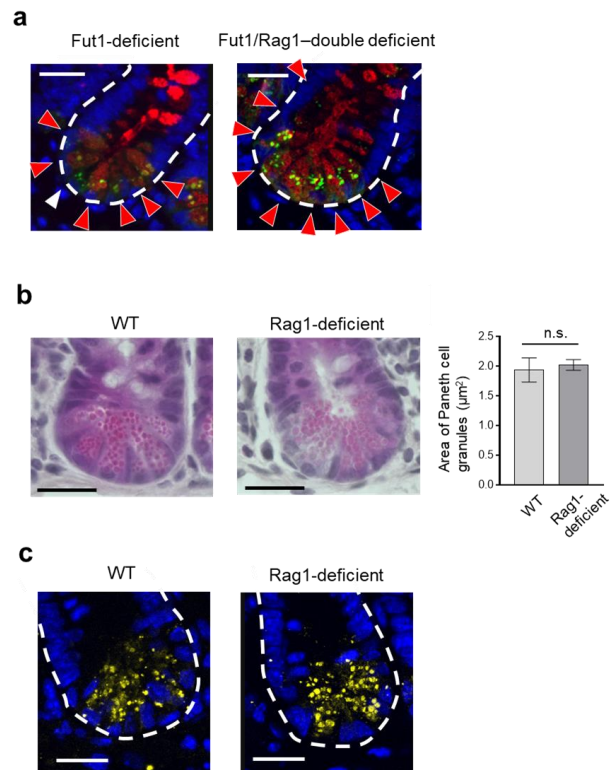 a
Fut1-deficient
Fut1/Rag1–double deficient
b
WT
Rag1-deficient
n.s.
Area of Paneth cell
granules (μm²)
2.5
2.0
1.5
1.0
0.5
0.0
WT
Rag1-
deficient
c
WT
Rag1-deficient